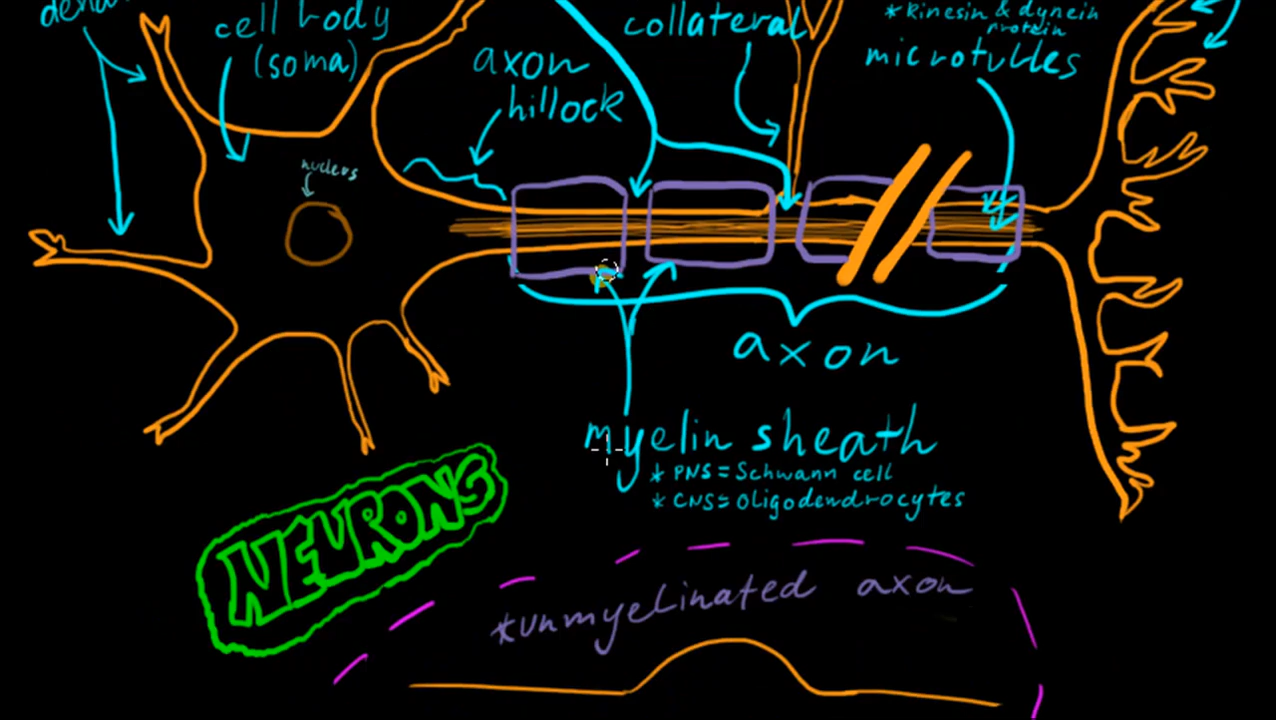 cell body
(soma)
axon
hillock
collateral
* Kinesin & dynein
protein
microtubles
nucleus
axon
myelin sheath
* PNS = Schwann cell
* CNS = Oligodendrocytes
NEURONS
*unmyelinated axon